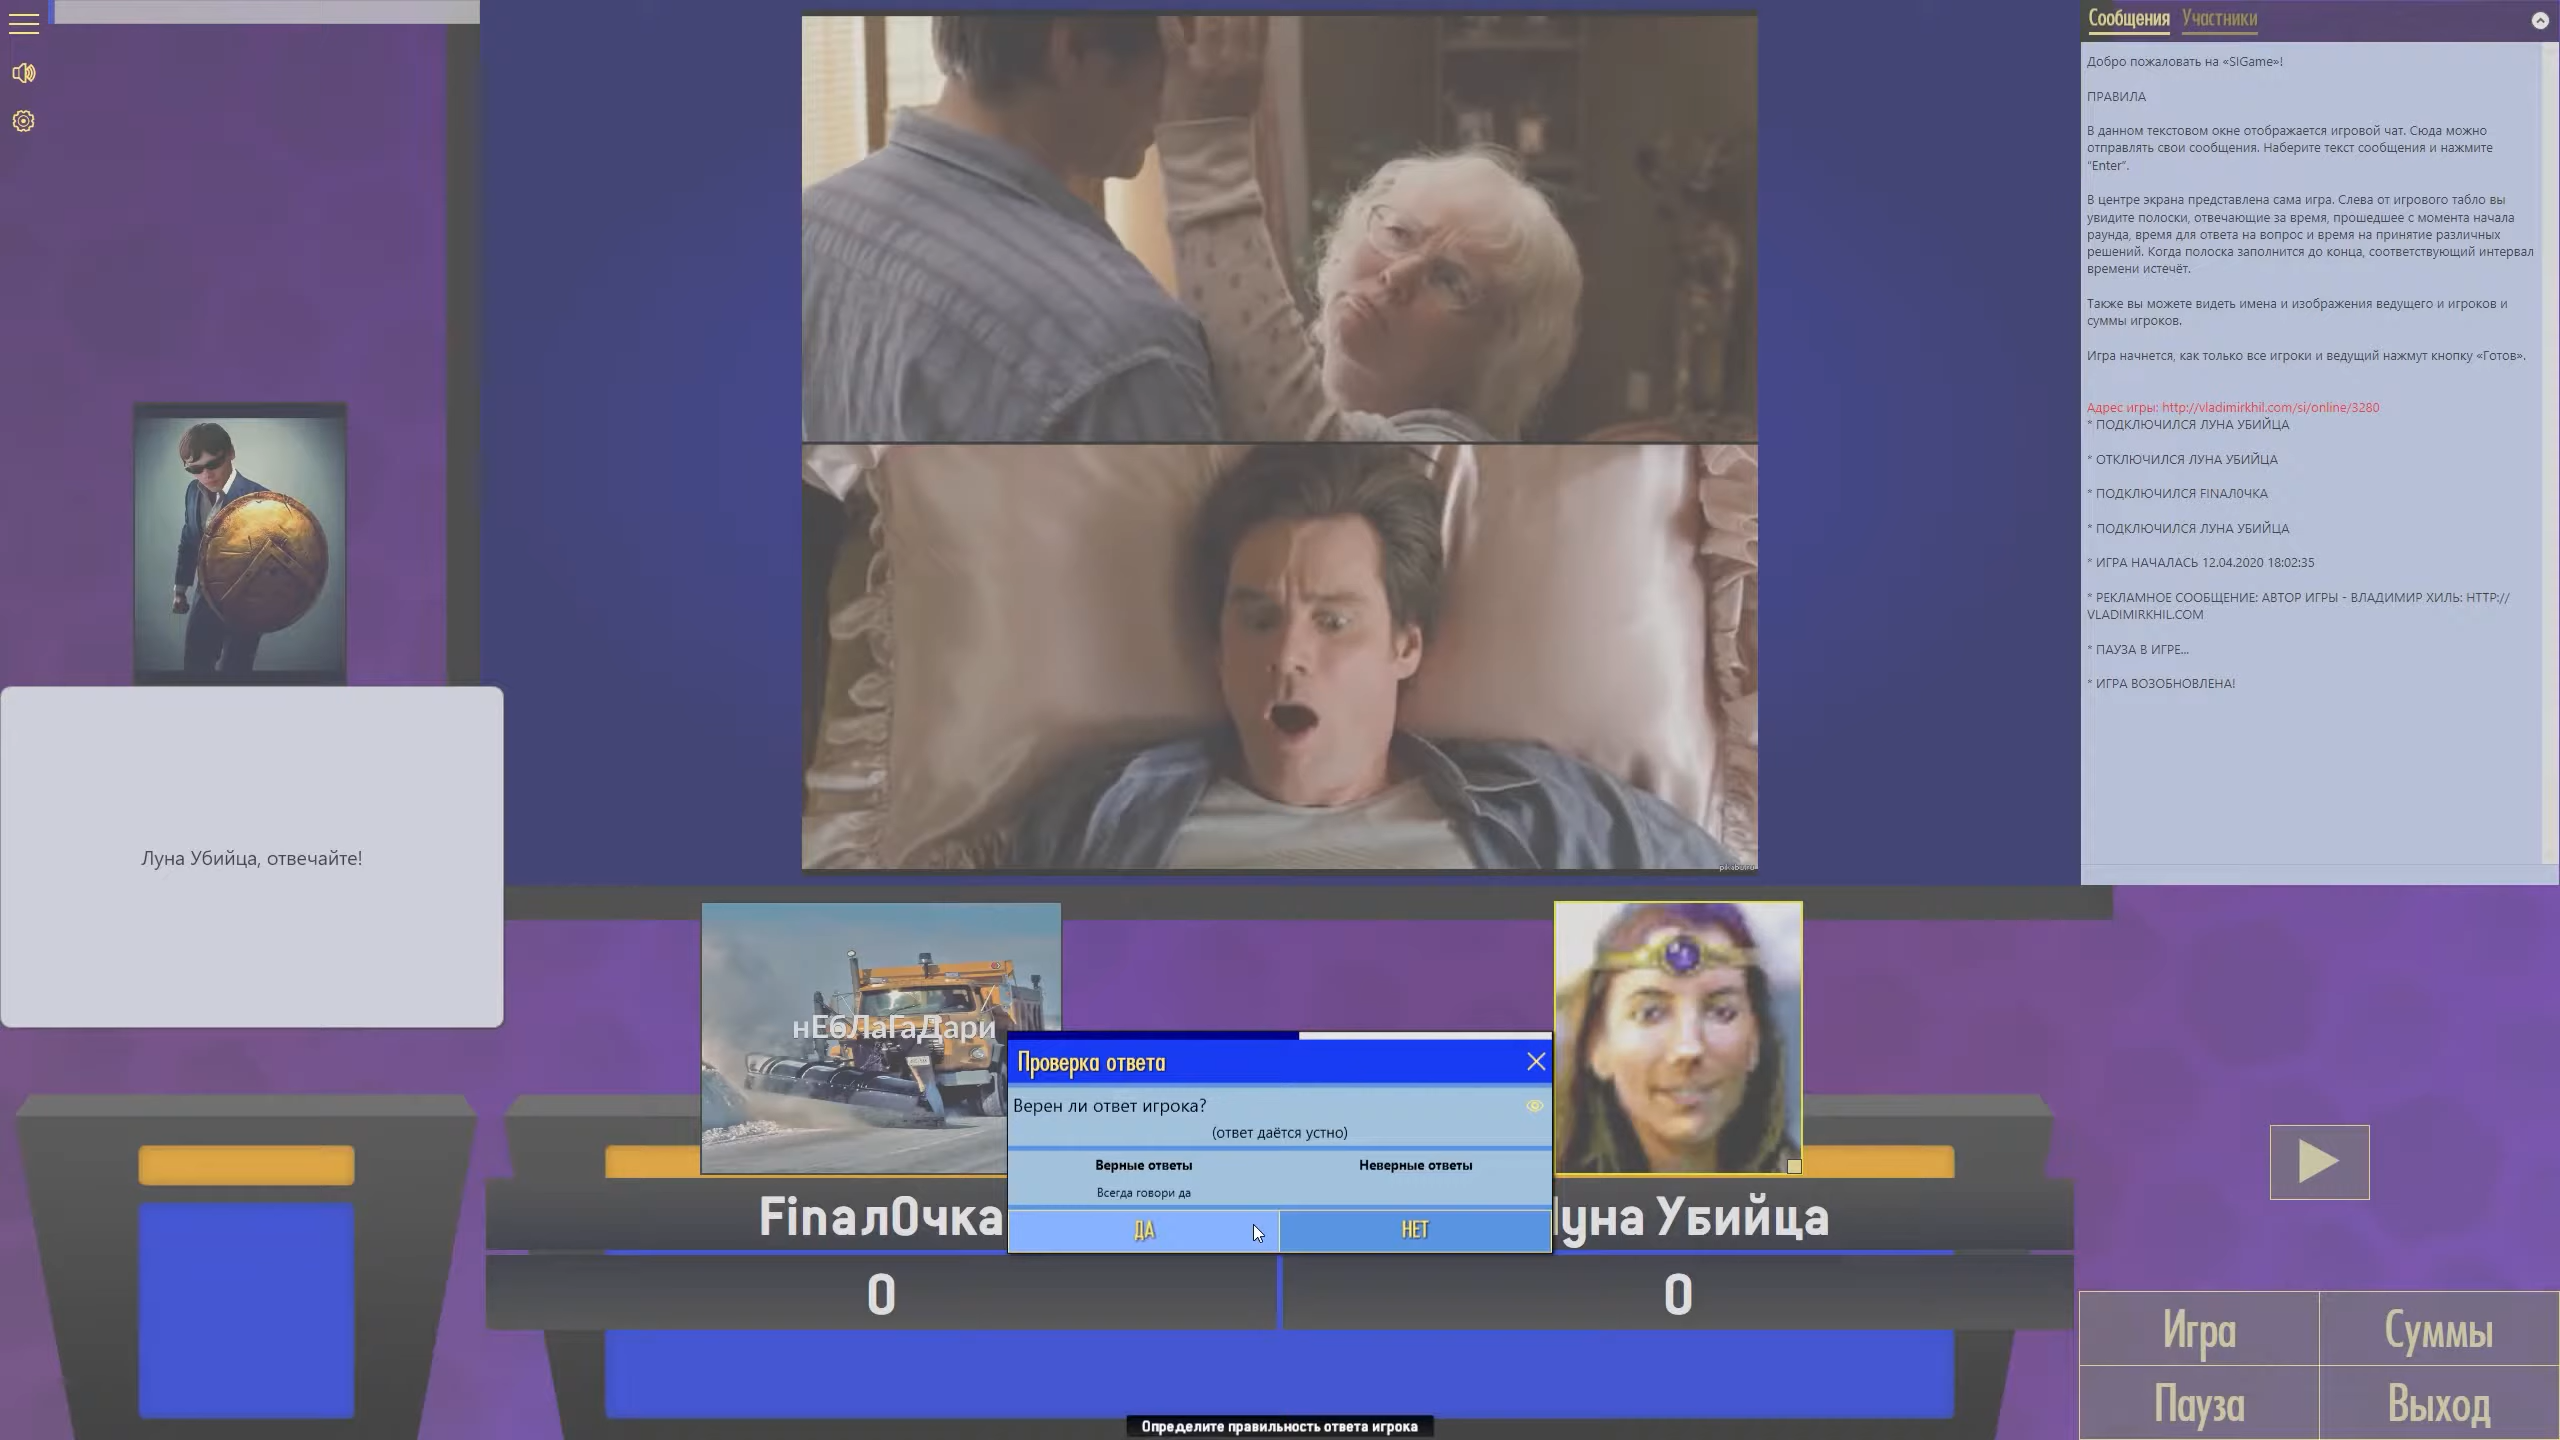 Сообщения Участники
Добро пожаловать на «SIGame»!
ПРАВИЛА
В данном текстовом окне отображается игровой чат. Сюда можно
отправлять свои сообщения. Наберите текст сообщения и нажмите
"Enter".
В центре экрана представлена сама игра. Слева от игрового табло вы
увидите полоски, отвечающие за время, прошедшее с момента начала
раунда, время для ответа на вопрос и время на принятие различных
решений. Когда полоска заполнится до конца, соответствующий интервал
времени истечёт.
Также вы можете видеть имена и изображения ведущего и игроков и
суммы игроков.
Игра начнется, как только все игроки и ведущий нажмут кнопку «Готов».
Адрес игры: http://vladimirkhil.com/si/online/3280
* ПОДКЛЮЧИЛСЯ ЛУНА УБИЙЦА
* ОТКЛЮЧИЛСЯ ЛУНА УБИЙЦА
* ПОДКЛЮЧИЛСЯ FINAЛ0ЧКА
* ПОДКЛЮЧИЛСЯ ЛУНА УБИЙЦА
* ИГРА НАЧАЛАСЬ 12.04.2020 18:02:35
* РЕКЛАМНОЕ СООБЩЕНИЕ: АВТОР ИГРЫ - ВЛАДИМИР ХИЛЬ: HTTP://
VLADIMIRKHIL.COM
* ПАУЗА В ИГРЕ...
* ИГРА ВОЗОБНОВЛЕНА!
pikabu.ru
Луна Убийца, отвечайте!
нЕбЛаГаДари
Проверка ответа
Верен ли ответ игрока?
(ответ даётся устно)
Верные ответы Неверные ответы
Всегда говори да
ДА НЕТ
Finaл0чка
уна Убийца
0 0
Игра Суммы
Пауза Выход
Определите правильность ответа игрока